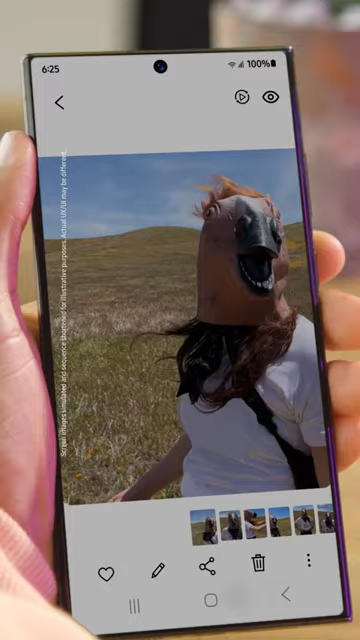 6:25
100%
Screen images simulated and sequence shortened for illustrative purposes. Actual UX/UI may be different.